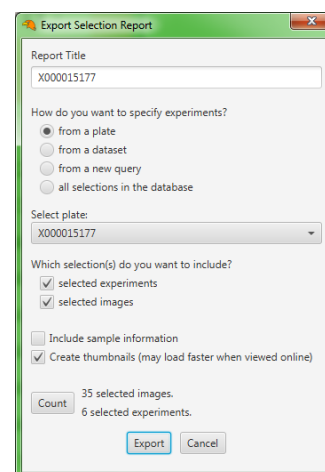 Export Selection Report
Report Title
X000015177
How do you want to specify experiments?
from a plate
from a dataset
from a new query
all selections in the database
Select plate:
X000015177
Which selection(s) do you want to include?
selected experiments
selected images
Include sample information
Create thumbnails (may load faster when viewed online)
Count
35 selected images.
6 selected experiments.
Export Cancel